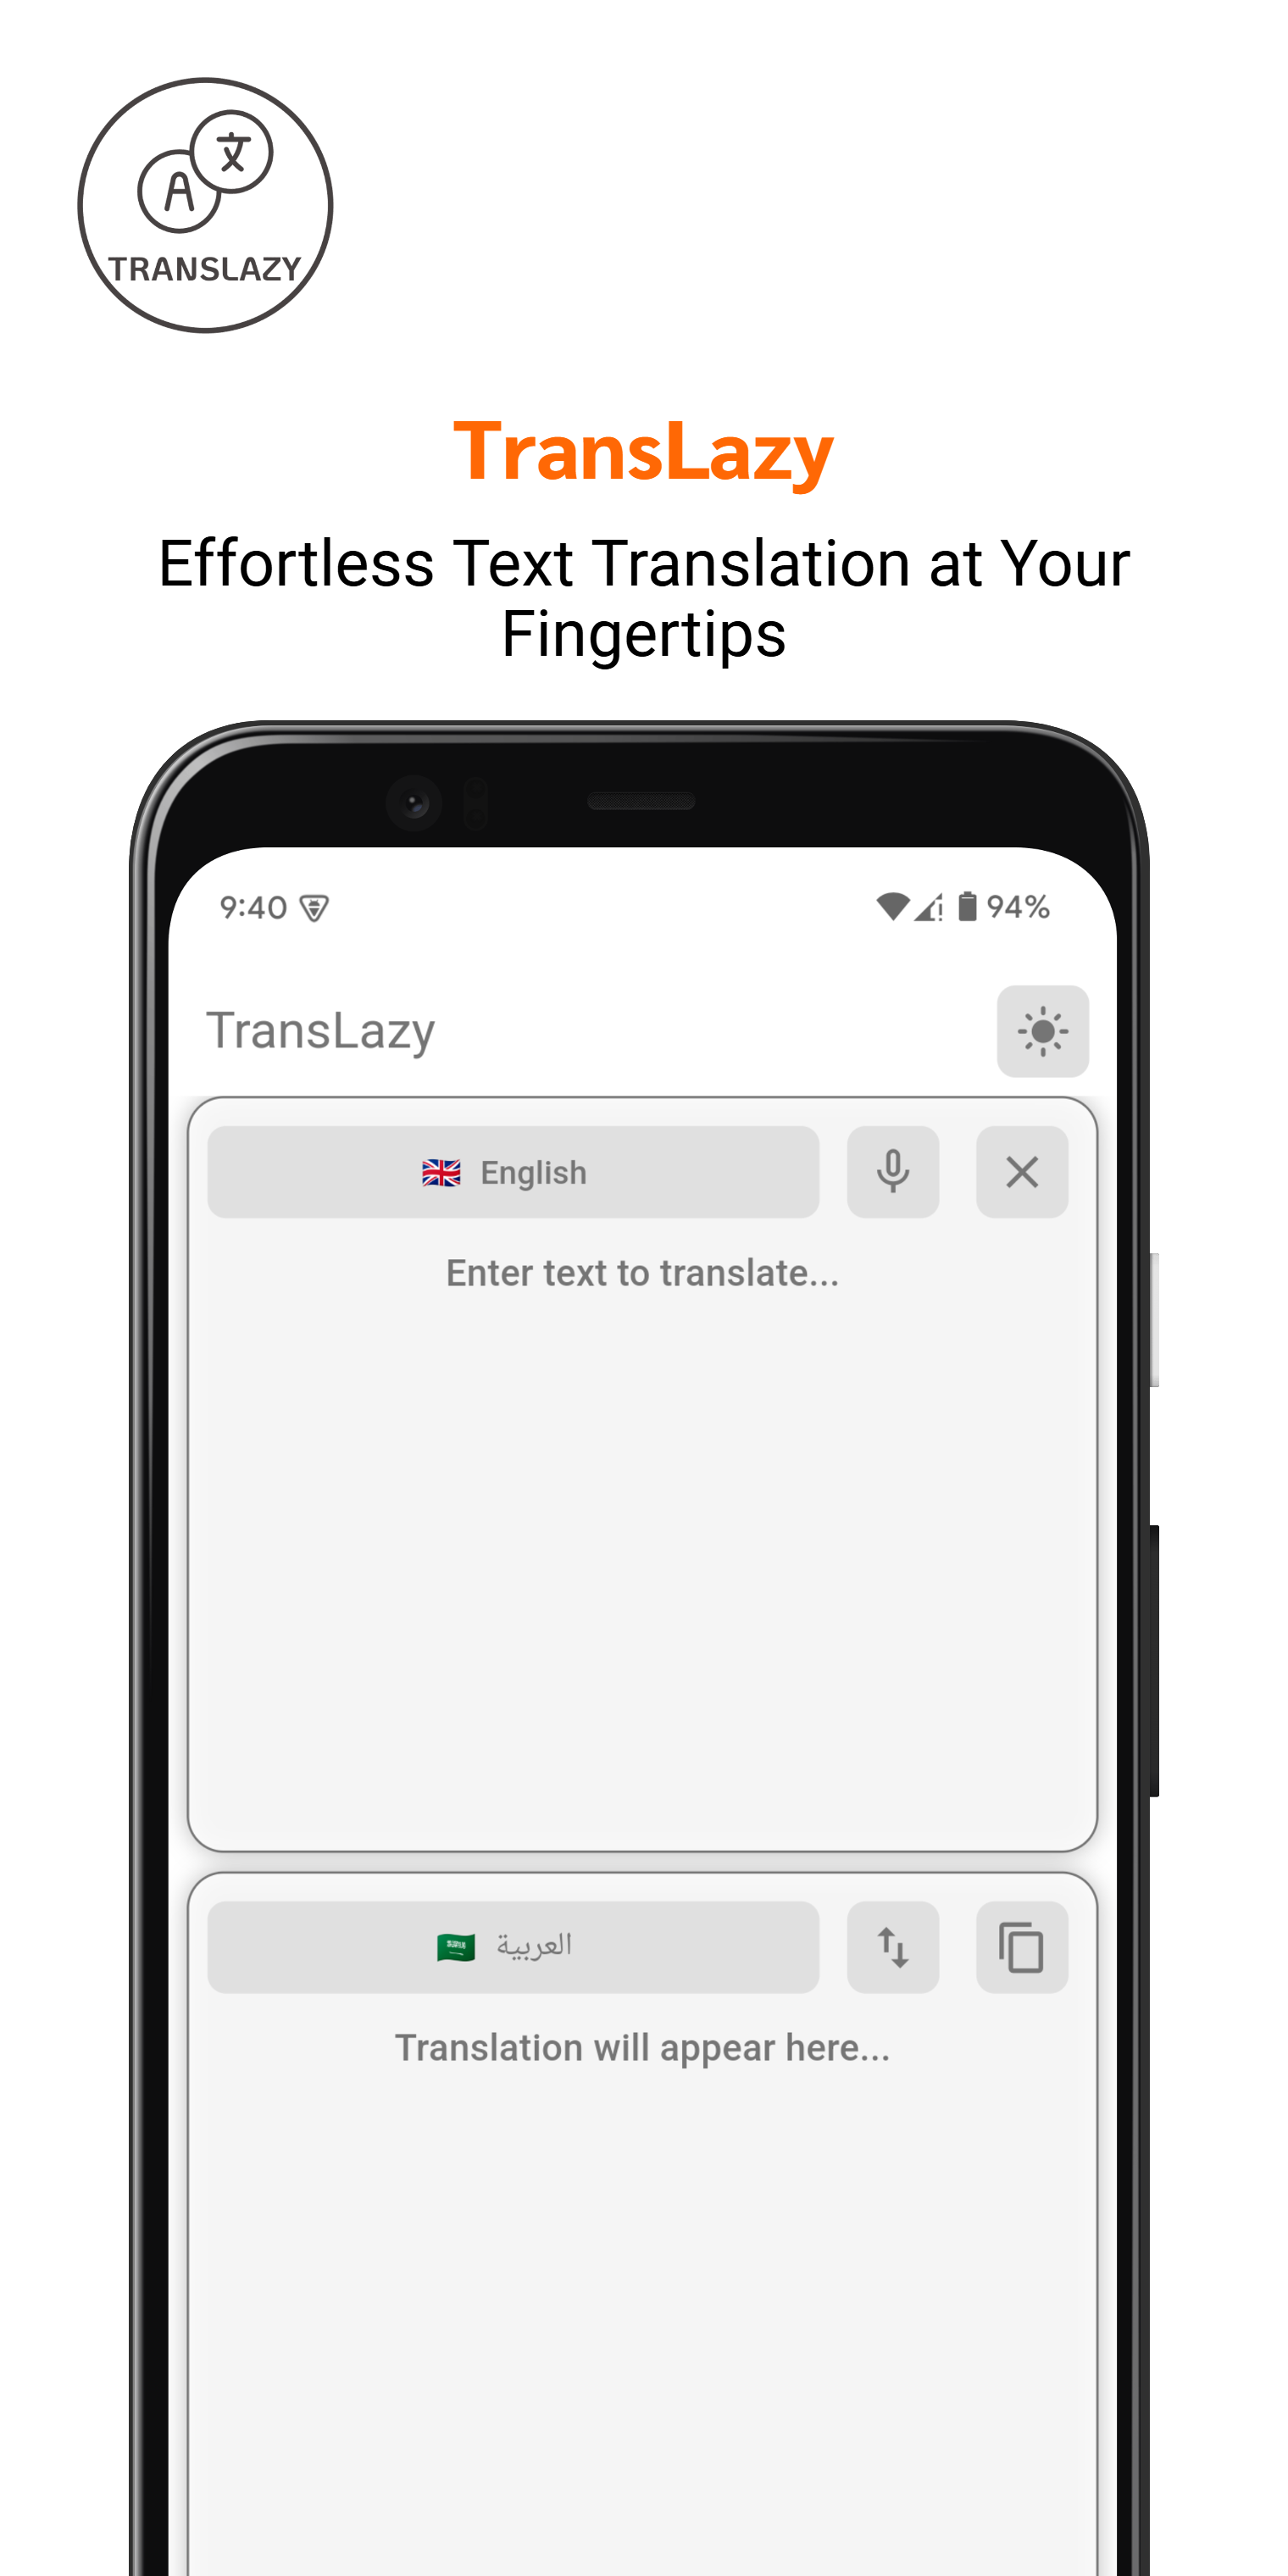 A 文
TRANSLAZY
TransLazy
Effortless Text Translation at Your
Fingertips
9:40 94%
TransLazy
English
Enter text to translate...
العربية
Translation will appear here...